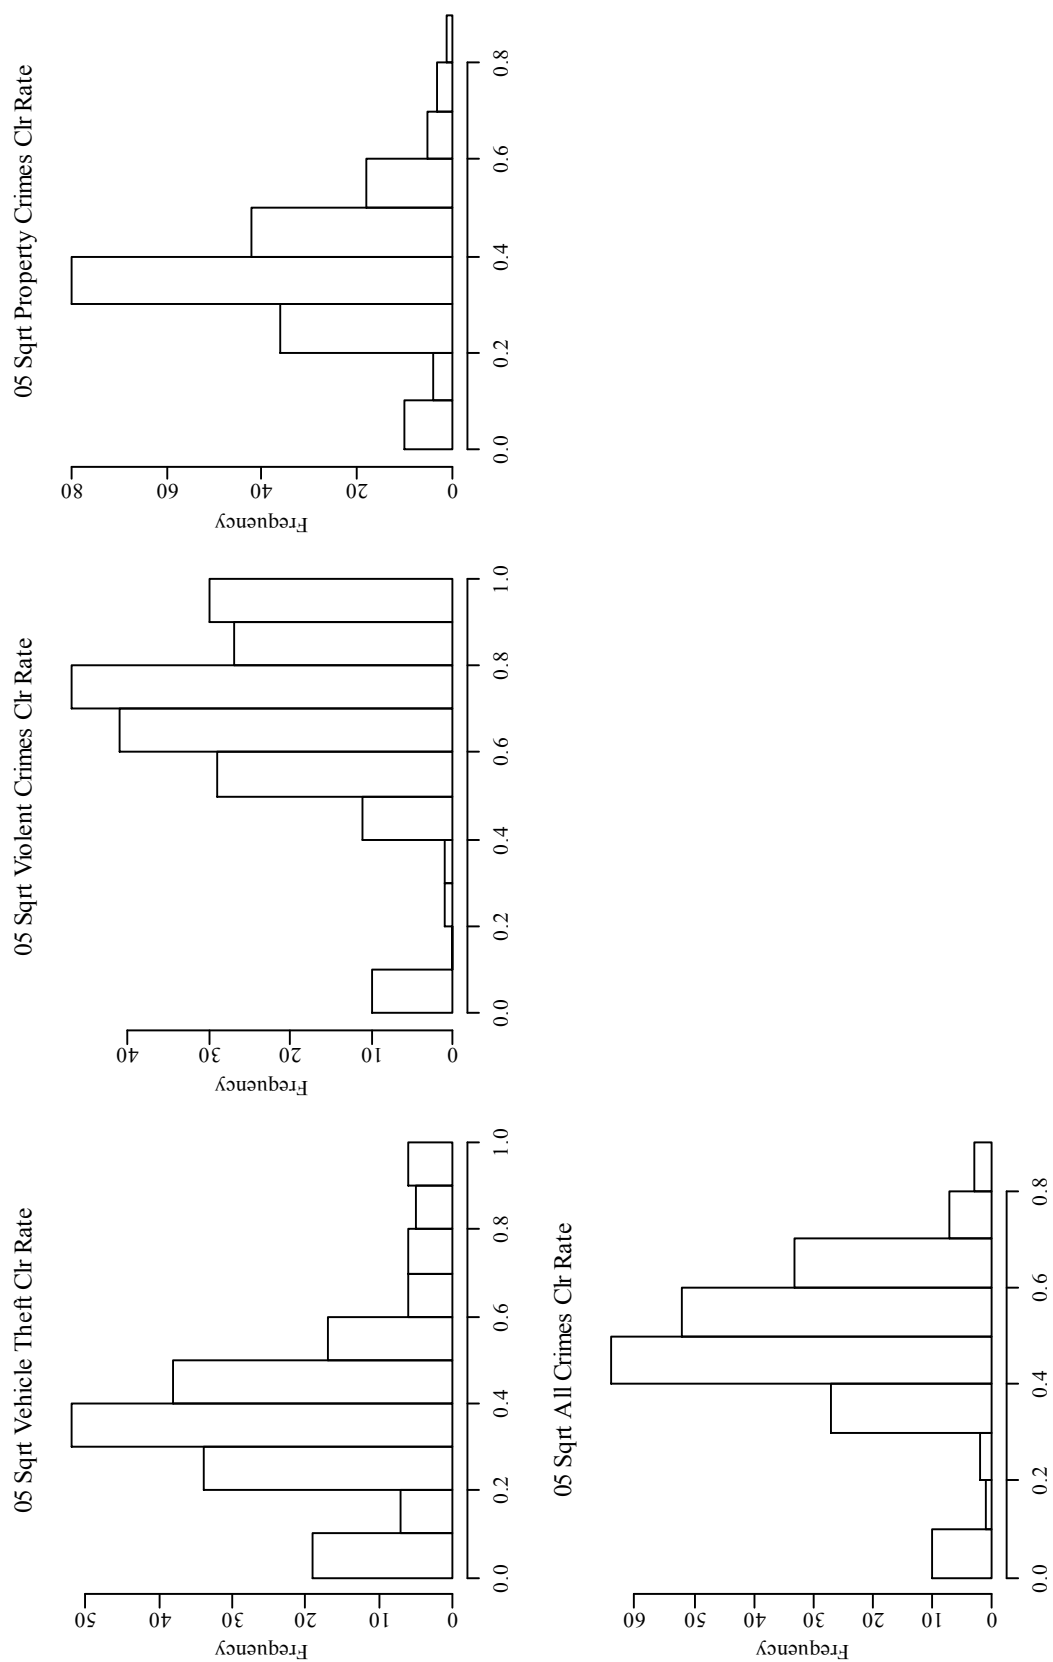 05 Sqrt Vehicle Theft Clr Rate
Frequency
0 10 20 30 40 50
0.0 0.2 0.4 0.6 0.8 1.0
05 Sqrt Violent Crimes Clr Rate
Frequency
0 10 20 30 40
0.0 0.2 0.4 0.6 0.8 1.0
05 Sqrt Property Crimes Clr Rate
Frequency
0 20 40 60 80
0.0 0.2 0.4 0.6 0.8
05 Sqrt All Crimes Clr Rate
Frequency
0 10 20 30 40 50 60
0.0 0.2 0.4 0.6 0.8